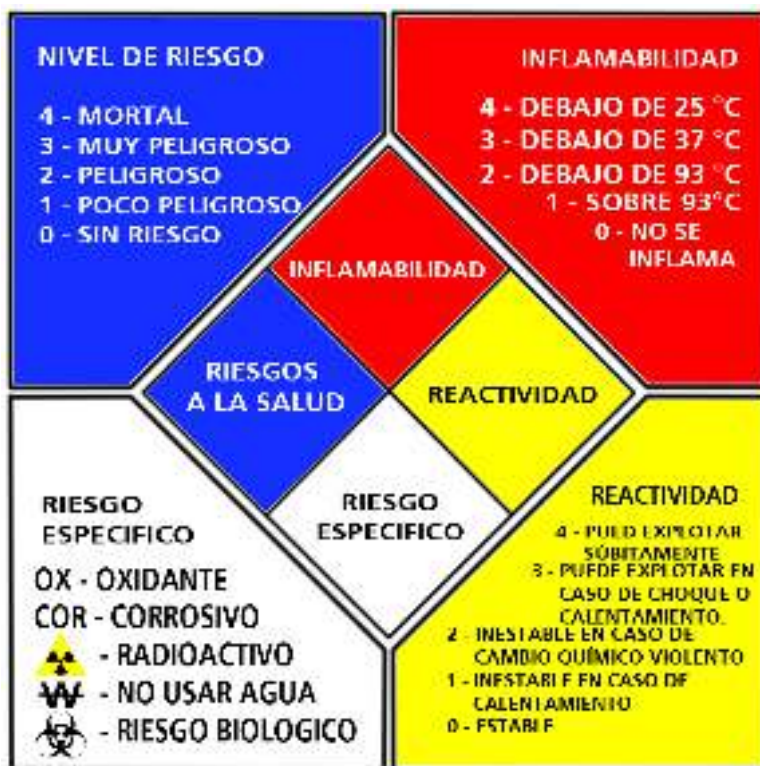 NIVEL DE RIESGO
4 - MORTAL
3 - MUY PELIGROSO
2 - PELIGROSO
1 - POCO PELIGROSO
0 - SIN RIESGO
INFLAMABILIDAD
4 - DEBAJO DE 25 °C
3 - DEBAJO DE 37 °C
2 - DEBAJO DE 93 °C
1 - SOBRE 93°C
0 - NO SE
INFLAMA
INFLAMABILIDAD
RIESGOS
A LA SALUD
REACTIVIDAD
RIESGO
ESPECIFICO
RIESGO
ESPECIFICO
OX - OXIDANTE
COR - CORROSIVO
- RADIOACTIVO
W - NO USAR AGUA
- RIESGO BIOLOGICO
REACTIVIDAD
4 - PUED EXPLOTAR
SÚBITAMENTE
3 - PUEDE EXPLOTAR EN
CASO DE CHOQUE O
CALENTAMIENTO.
2 - INESTABLE EN CASO DE
CAMBIO QUÍMICO VIOLENTO
1 - INESTABLE EN CASO DE
CALENTAMIENTO
0 - ESTABLE